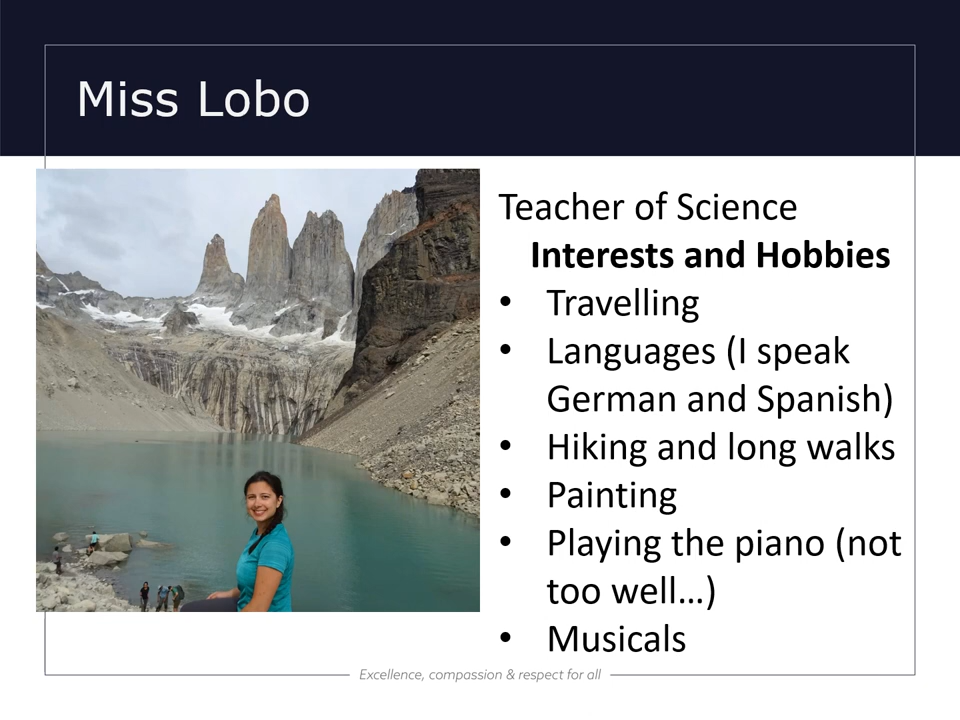 Miss Lobo
Teacher of Science
Interests and Hobbies
• Travelling
• Languages (I speak
German and Spanish)
• Hiking and long walks
• Painting
• Playing the piano (not
too well...)
• Musicals
Excellence, compassion & respect for all